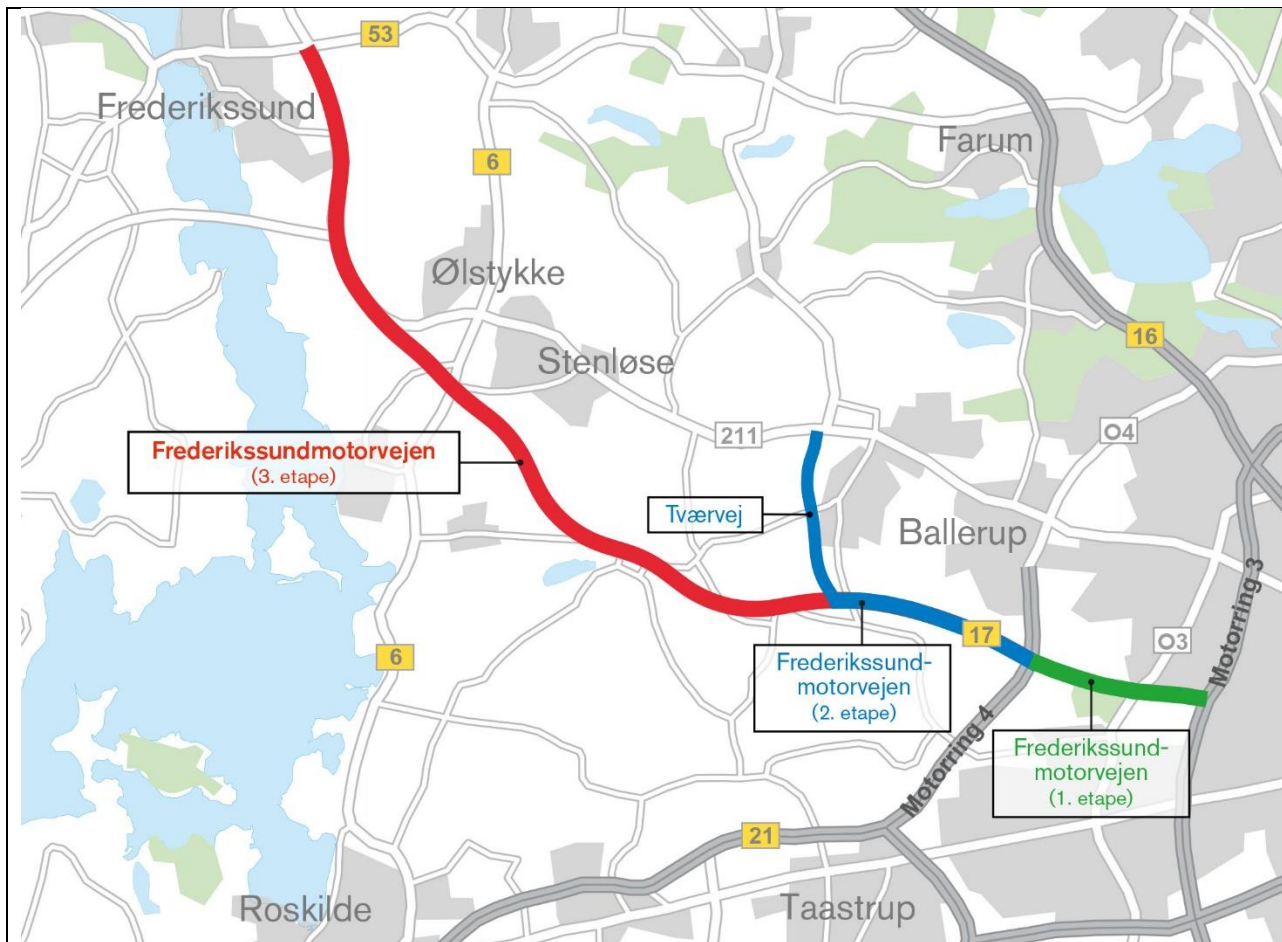 53
Frederikssund
Farum
6
Ølstykke
16
Stenløse
Frederikssundmotorvejen
(3. etape)
211
O4
Tværvej
Ballerup
Motorring 3
17
O3
6
Frederikssund-
motorvejen
(2. etape)
Motorring 4
Frederikssund-
motorvejen
(1. etape)
21
Roskilde
Taastrup